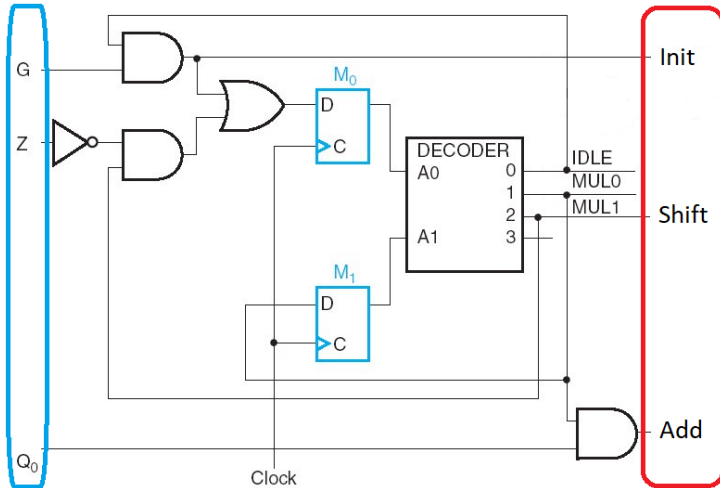 Init
G
M0
D
Z
C
DECODER
IDLE
A0
0
MUL0
1
MUL1
2
Shift
A1
3
M1
D
C
Add
Q0
Clock